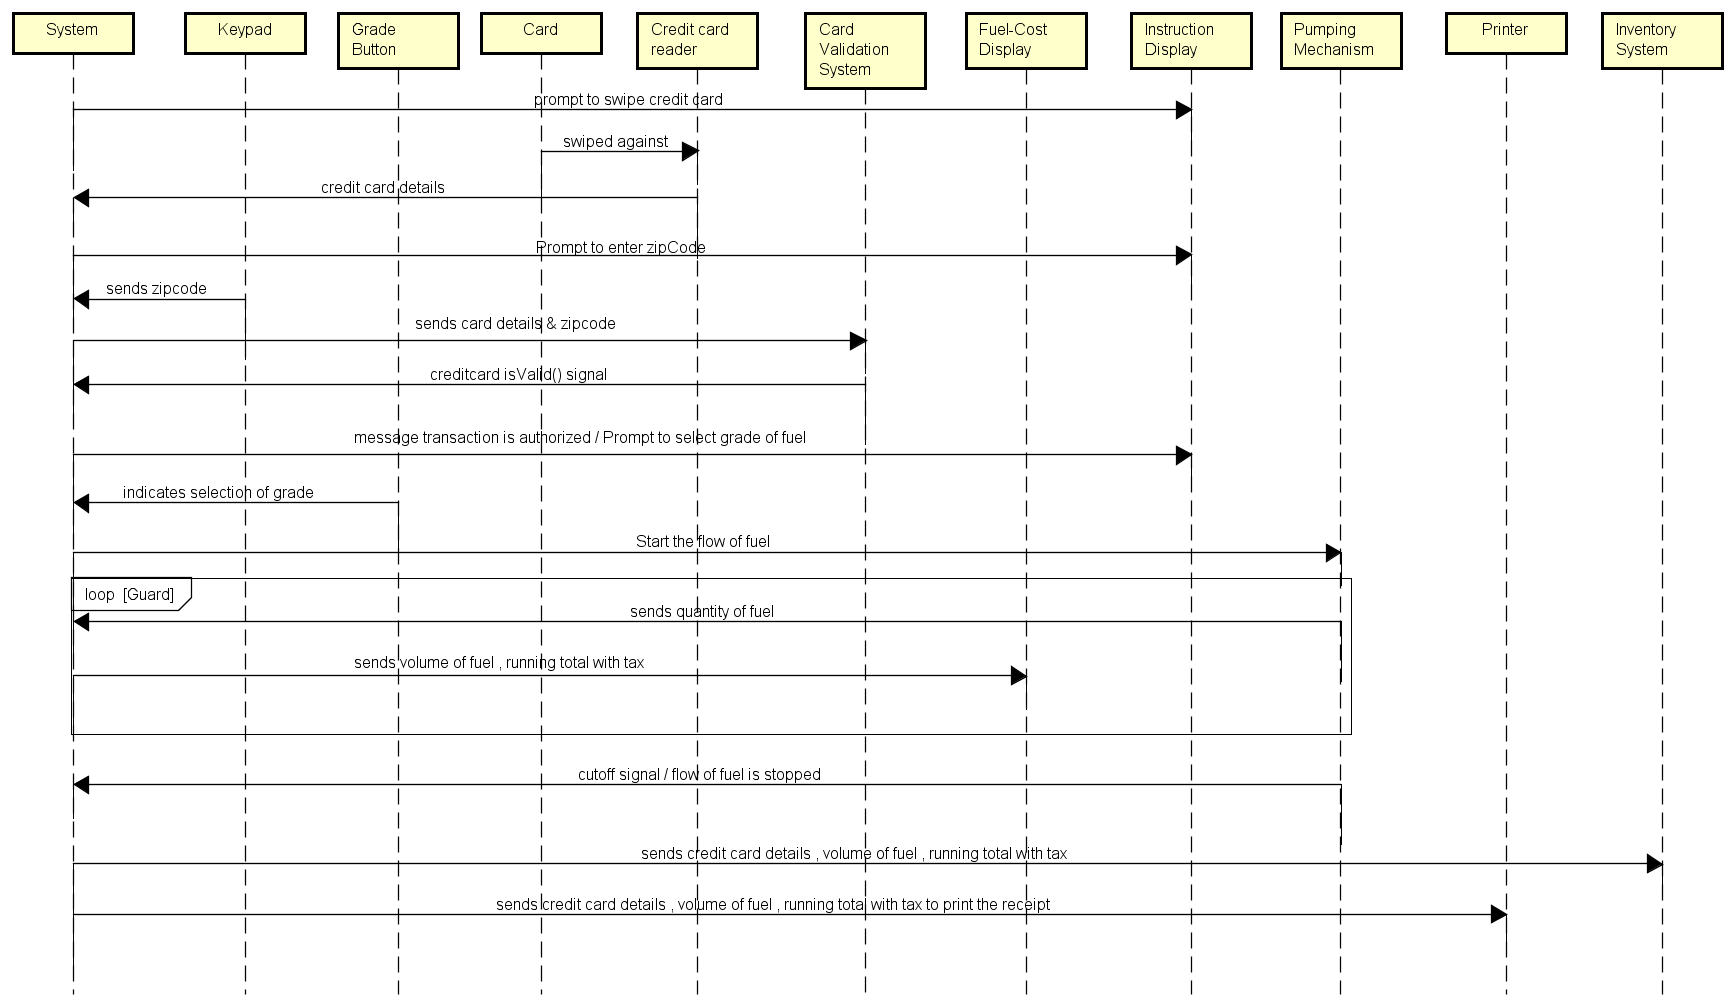 System
Keypad
Grade
Button
Card
Credit card
reader
Card
Validation
System
Fuel-Cost
Display
Instruction
Display
Pumping
Mechanism
Printer
Inventory
System
prompt to swipe credit card
swiped against
credit card details
Prompt to enter zipCode
sends zipcode
sends card details & zipcode
creditcard isValid() signal
message transaction is authorized / Prompt to select grade of fuel
indicates selection of grade
Start the flow of fuel
loop [Guard]
sends quantity of fuel
sends volume of fuel , running total with tax
cutoff signal / flow of fuel is stopped
sends credit card details , volume of fuel , running total with tax
sends credit card details , volume of fuel , running total with tax to print the receipt